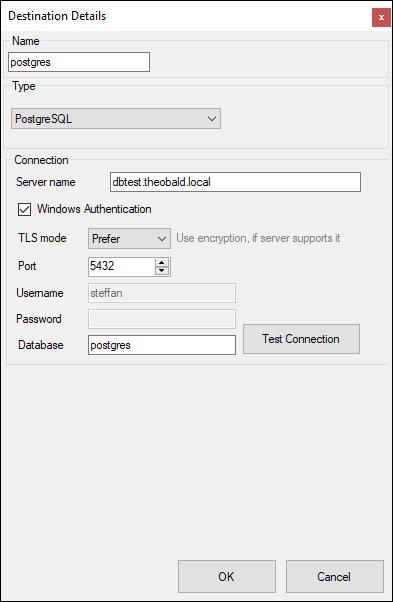 Destination Details
x
Name
postgres
Type
PostgreSQL
Connection
Server name dbtest.theobald.local
Windows Authentication
TLS mode Prefer Use encryption, if server supports it
Port 5432
Username steffan
Password
Database postgres Test Connection
OK Cancel